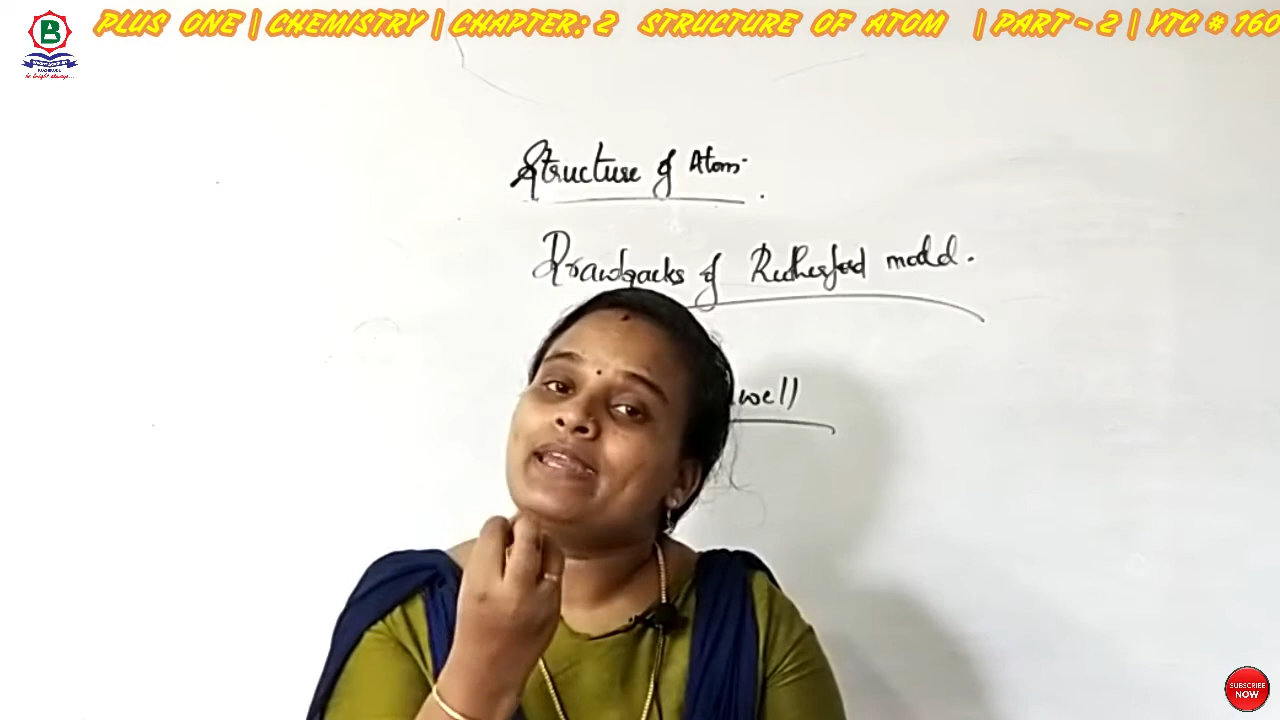 PLUS ONE | CHEMISTRY | CHAPTER: 2 STRUCTURE OF ATOM | PART - 2 | YTC # 160
B
Structure of Atom.
Drawbacks of Rutherford model.
well
SUBSCRIBE
NOW